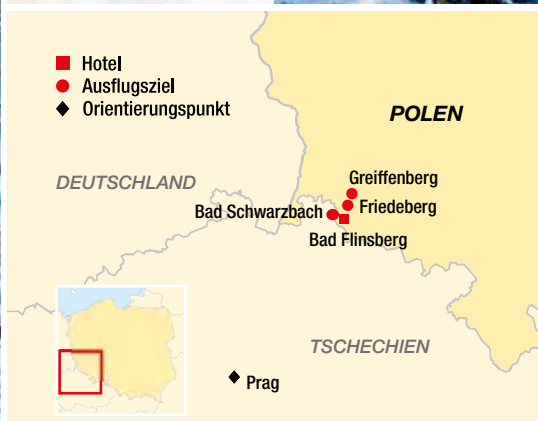 Hotel
Ausflugsziel
Orientierungspunkt
POLEN
DEUTSCHLAND
Greiffenberg
Friedeberg
Bad Schwarzbach
Bad Flinsberg
TSCHECHIEN
Prag